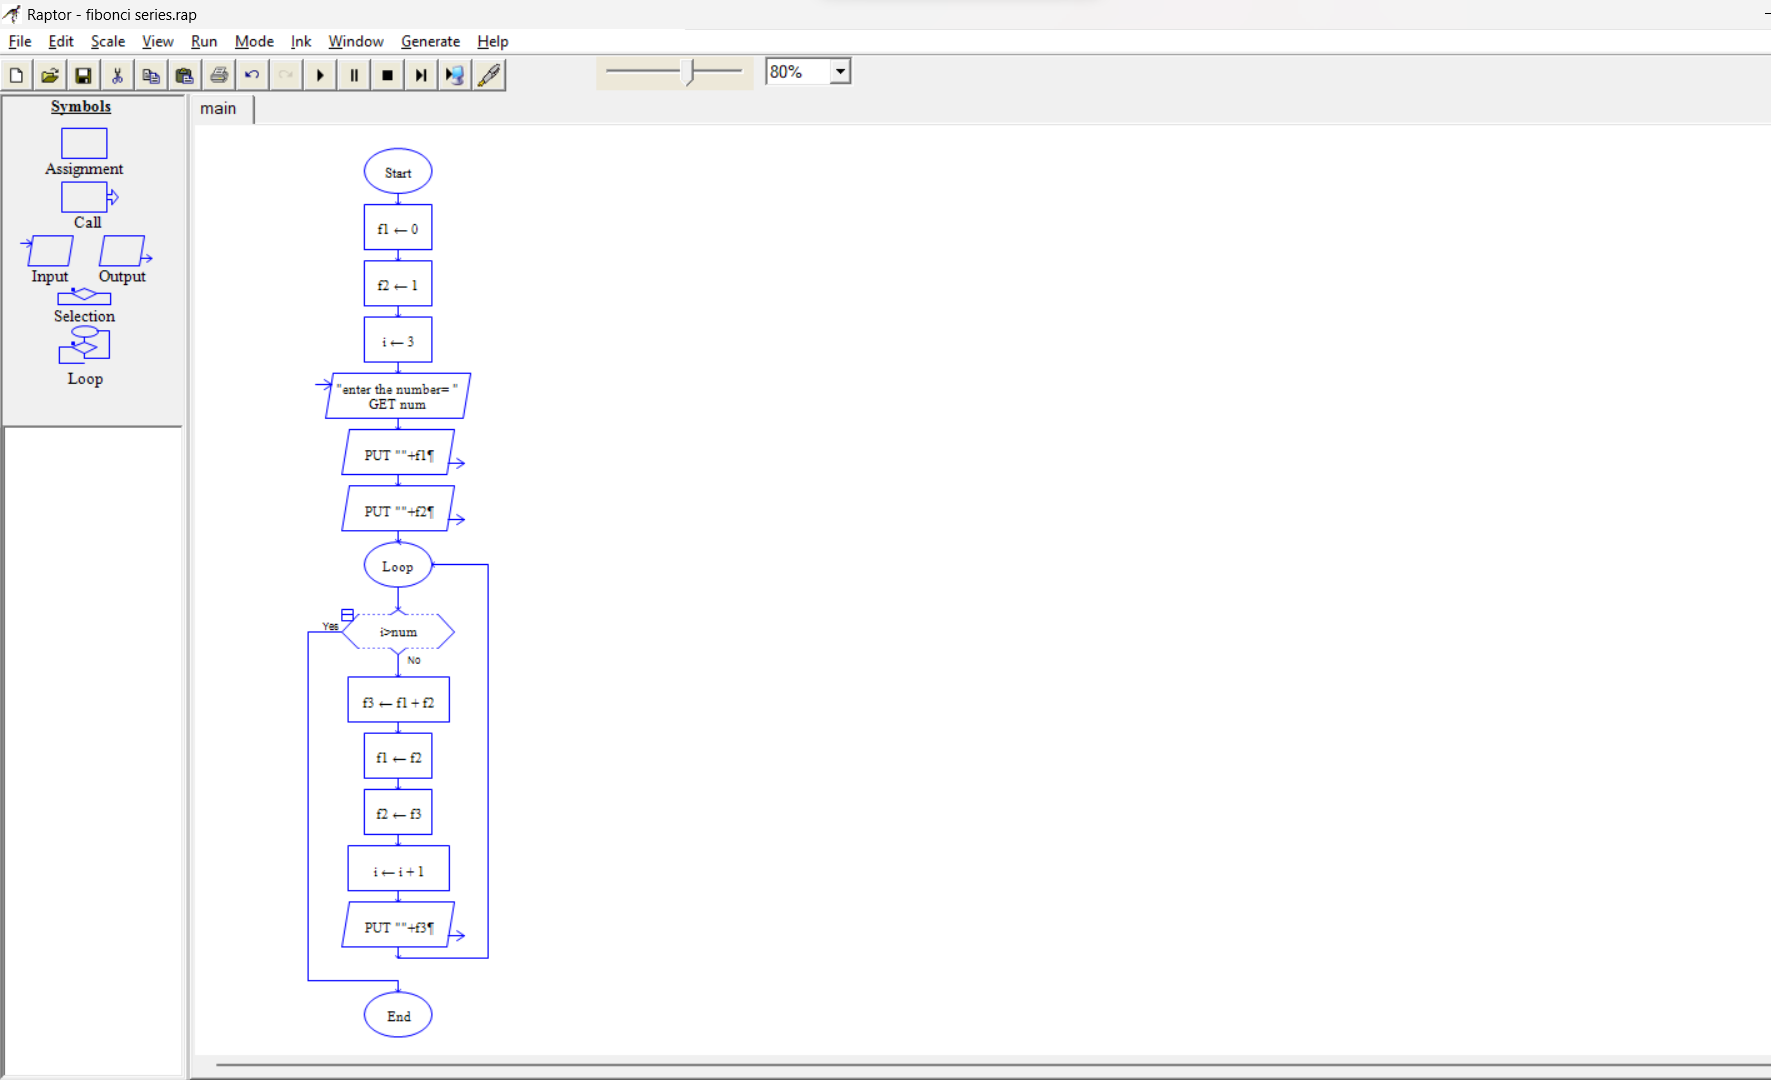 Raptor - fibonci series.rap
File Edit Scale View Run Mode Ink Window Generate Help
80%
Symbols
Assignment
Call
Input Output
Selection
Loop
main
Start
f1 ← 0
f2 ← 1
i ← 3
"enter the number= "
GET num
PUT ""+f1¶
PUT ""+f2¶
Loop
i>num
Yes
No
f3 ← f1 + f2
f1 ← f2
f2 ← f3
i ← i + 1
PUT ""+f3¶
End